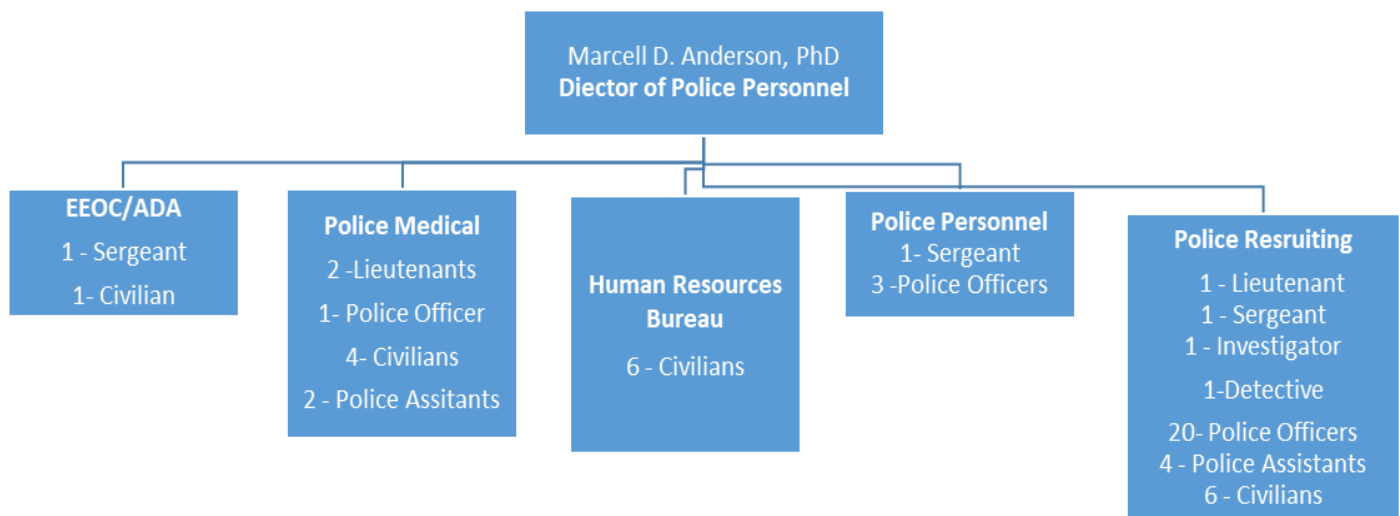 Marcell D. Anderson, PhD
Diector of Police Personnel
EEOC/ADA
1 - Sergeant
1- Civilian
Police Medical
2 -Lieutenants
1- Police Officer
4- Civilians
2 - Police Assitants
Human Resources
Bureau
6 - Civilians
Police Personnel
1- Sergeant
3 -Police Officers
Police Resruiting
1 - Lieutenant
1 - Sergeant
1 - Investigator
1-Detective
20- Police Officers
4 - Police Assistants
6 - Civilians